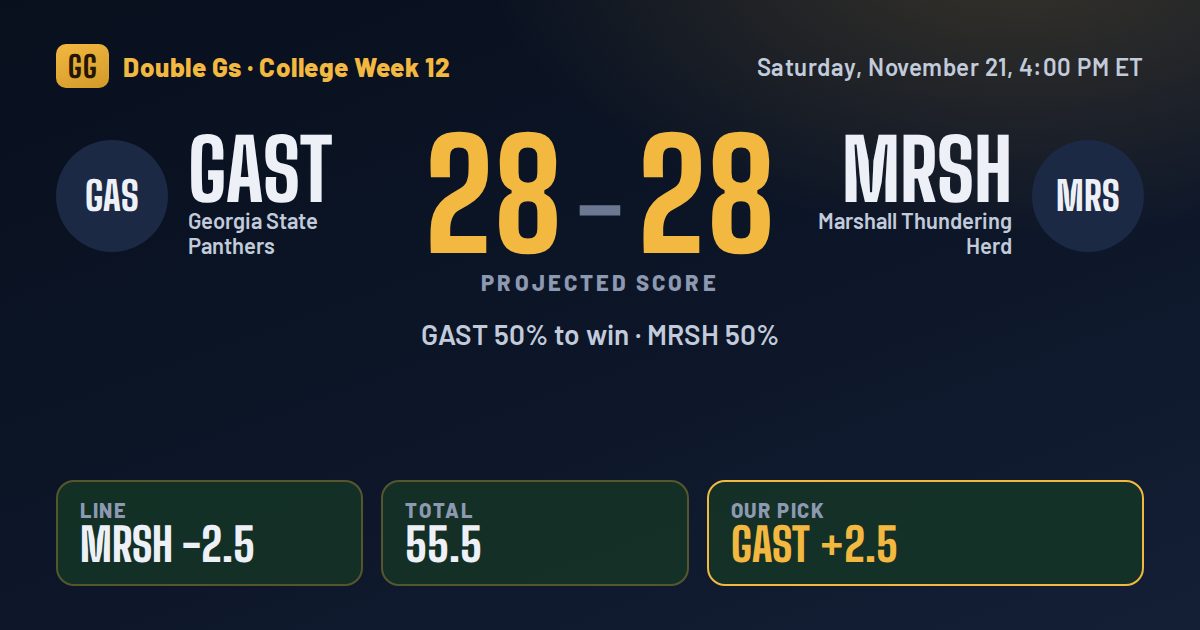 GG Double Gs · College Week 12
Saturday, November 21, 4:00 PM ET
GAS
GAST
Georgia State
Panthers
28 – 28
PROJECTED SCORE
GAST 50% to win · MRSH 50%
MRSH
Marshall Thundering
Herd
MRS
LINE
MRSH -2.5
TOTAL
55.5
OUR PICK
GAST +2.5